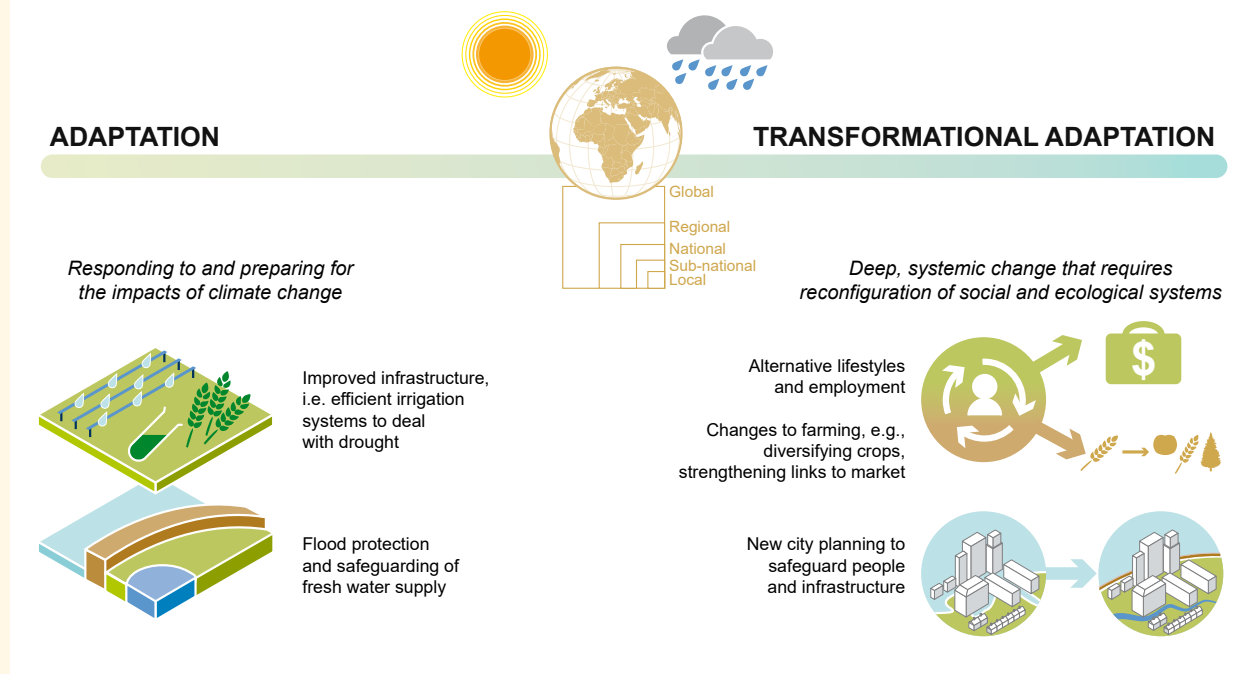 ADAPTATION
TRANSFORMATIONAL ADAPTATION
Global
Regional
National
Sub-national
Local
Responding to and preparing for
the impacts of climate change
Improved infrastructure,
i.e. efficient irrigation
systems to deal
with drought
Flood protection
and safeguarding of
fresh water supply
Deep, systemic change that requires
reconfiguration of social and ecological systems
Alternative lifestyles
and employment
$
Changes to farming, e.g.,
diversifying crops,
strengthening links to market
New city planning to
safeguard people
and infrastructure